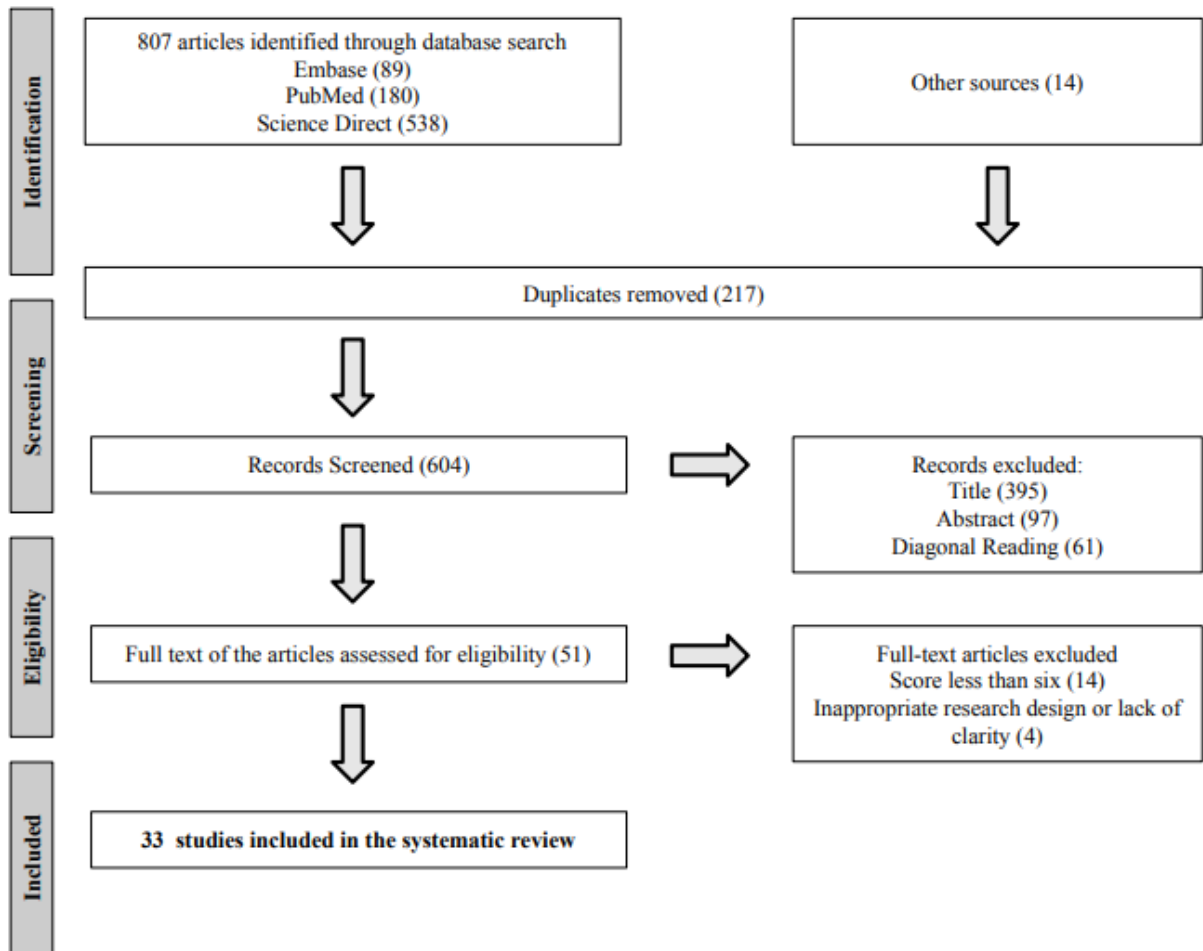 Identification
807 articles identified through database search
Embase (89)
PubMed (180)
Science Direct (538)
Other sources (14)
Duplicates removed (217)
Screening
Records Screened (604)
Records excluded:
Title (395)
Abstract (97)
Diagonal Reading (61)
Eligibility
Full text of the articles assessed for eligibility (51)
Full-text articles excluded
Score less than six (14)
Inappropriate research design or lack of
clarity (4)
Included
33 studies included in the systematic review